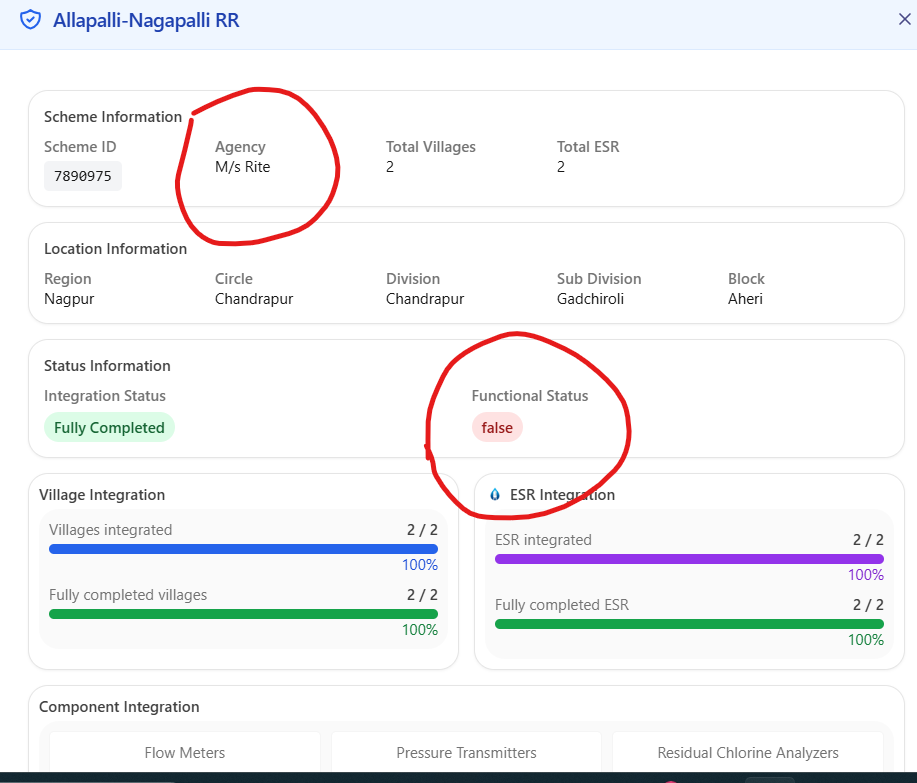 Allapalli-Nagapalli RR
Scheme Information
Scheme ID
7890975
Agency
M/s Rite
Total Villages
2
Total ESR
2
Location Information
Region
Nagpur
Circle
Chandrapur
Division
Chandrapur
Sub Division
Gadchiroli
Block
Aheri
Status Information
Integration Status
Fully Completed
Functional Status
false
Village Integration
Villages integrated
2 / 2
100%
Fully completed villages
2 / 2
100%
ESR Integration
ESR integrated
2 / 2
100%
Fully completed ESR
2 / 2
100%
Component Integration
Flow Meters
Pressure Transmitters
Residual Chlorine Analyzers